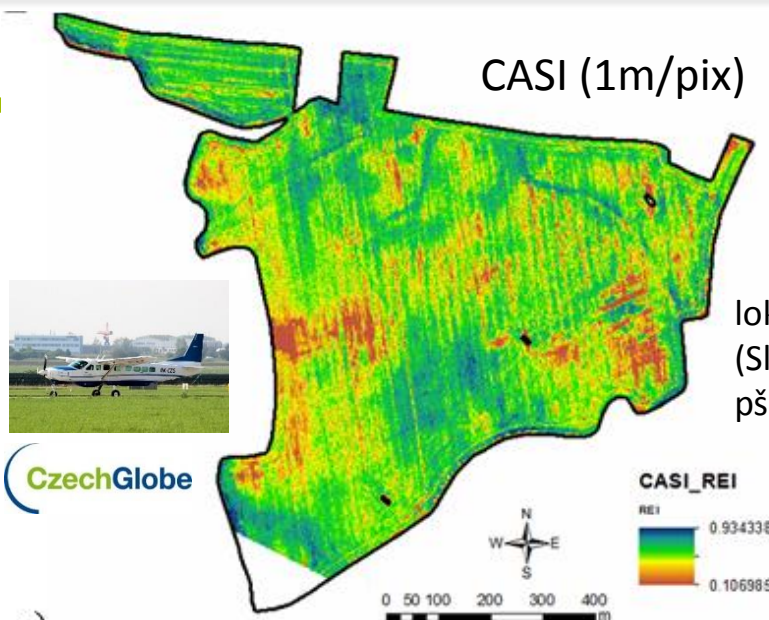 CASI (1m/pix)
CzechGlobe
CASI_REI
REI
0.934338
0.106985
N
W E
S
0 50 100 200 300 400
m